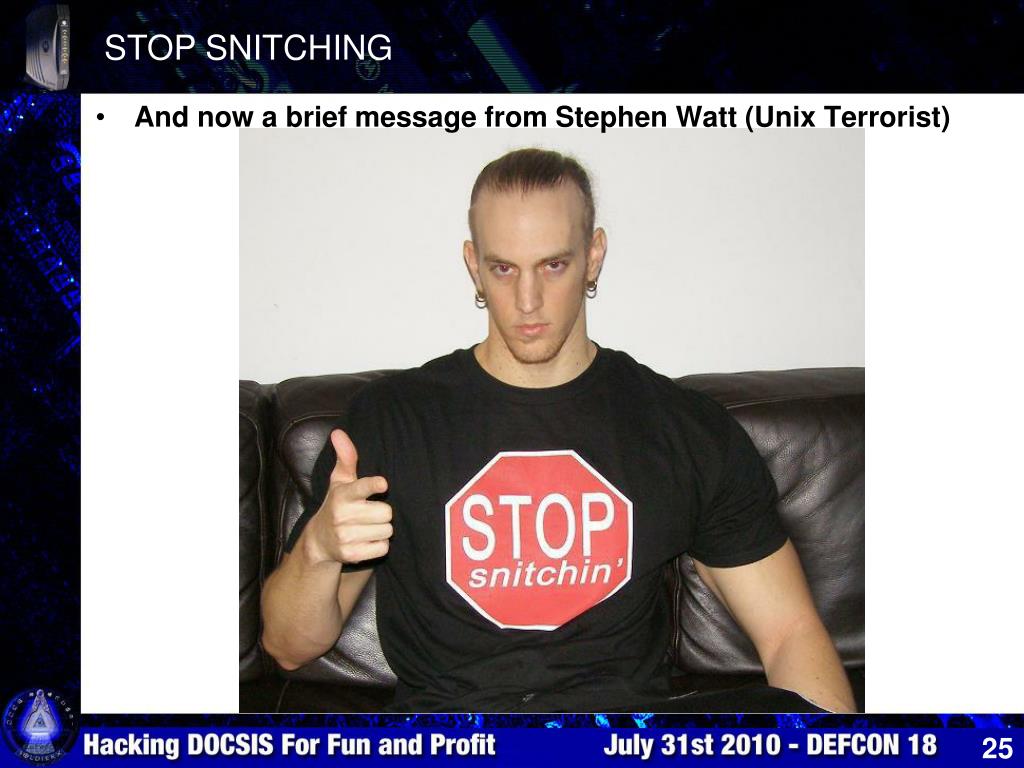 STOP SNITCHING
• And now a brief message from Stephen Watt (Unix Terrorist)
STOP
snitchin'
Hacking DOCSIS For Fun and Profit
July 31st 2010 - DEFCON 18
25